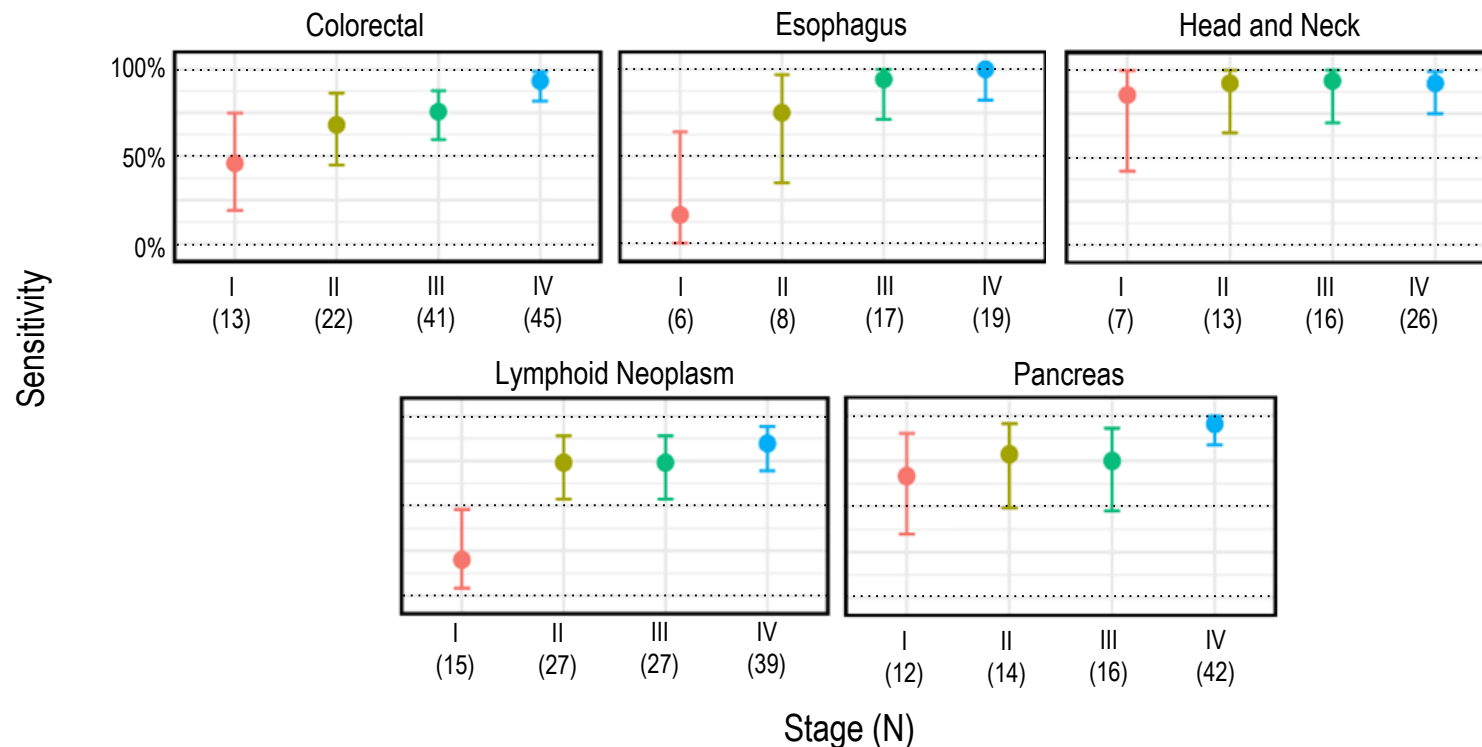 Colorectal
Esophagus
Head and Neck
100%
50%
0%
I II III IV
(13) (22) (41) (45)
I II III IV
(6) (8) (17) (19)
I II III IV
(7) (13) (16) (26)
Sensitivity
Lymphoid Neoplasm
Pancreas
I II III IV
(15) (27) (27) (39)
I II III IV
(12) (14) (16) (42)
Stage (N)